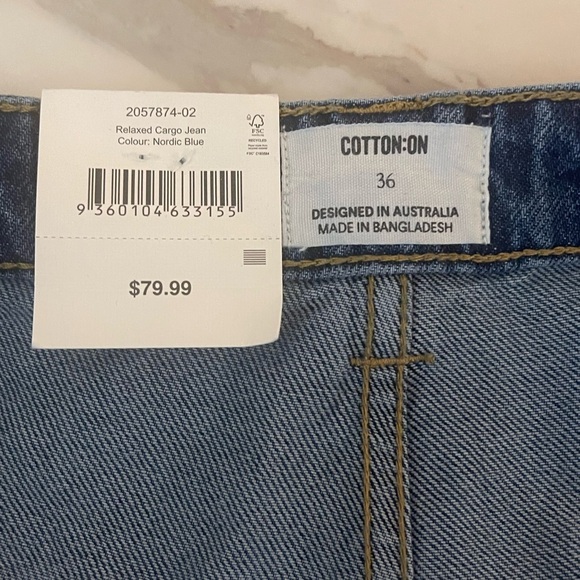 2057874-02
Relaxed Cargo Jean
Colour: Nordic Blue
FSC
9 360104 633155
$79.99
COTTON:ON
36
DESIGNED IN AUSTRALIA
MADE IN BANGLADESH